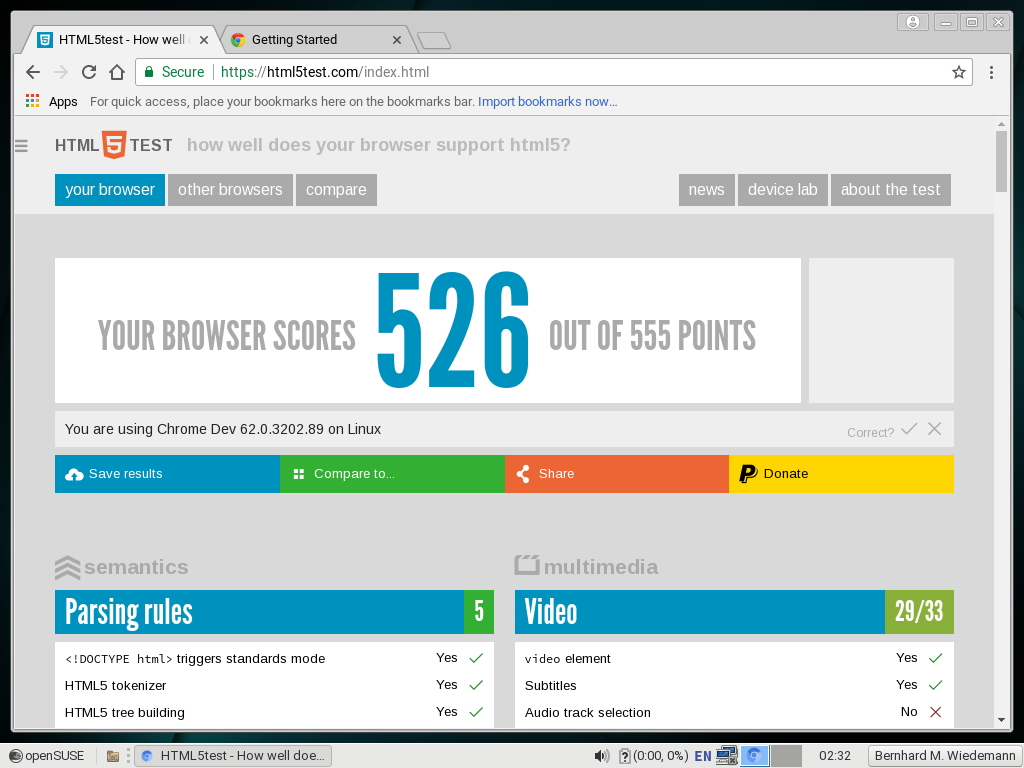 HTML5test - How well
Getting Started
Secure https://html5test.com/index.html
Apps For quick access, place your bookmarks here on the bookmarks bar. Import bookmarks now...
HTML 5 TEST how well does your browser support html5?
your browser other browsers compare news device lab about the test
YOUR BROWSER SCORES 526 OUT OF 555 POINTS
You are using Chrome Dev 62.0.3202.89 on Linux Correct?
Save results Compare to... Share Donate
semantics
Parsing rules 5
<!DOCTYPE html> triggers standards mode Yes
HTML5 tokenizer Yes
HTML5 tree building Yes
multimedia
Video 29/33
video element Yes
Subtitles Yes
Audio track selection No
openSUSE HTML5test - How well doe... (0:00, 0%) EN 02:32 Bernhard M. Wiedemann